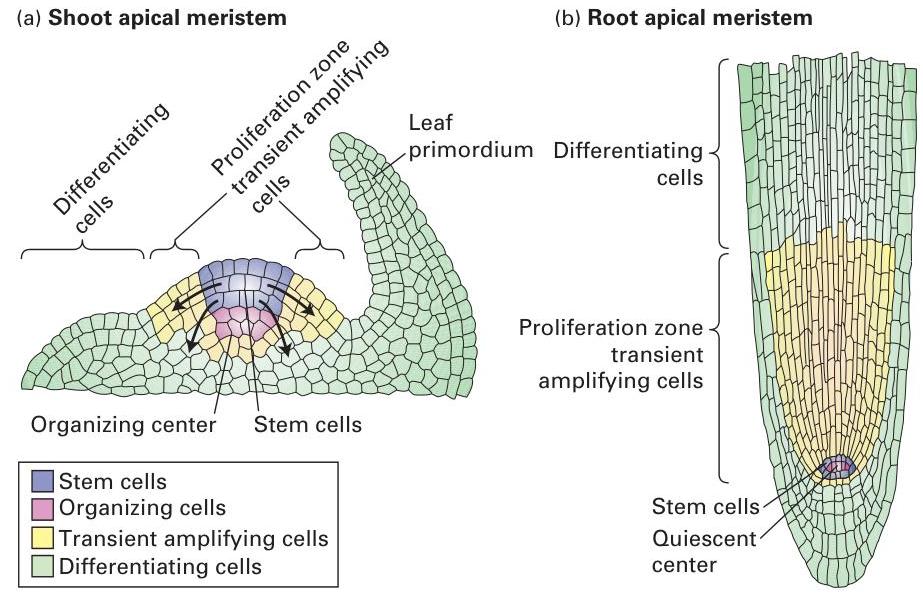 (a) Shoot apical meristem
Differentiating
cells
Proliferation zone
transient amplifying
cells
Leaf
primordium
Organizing center
Stem cells
Stem cells
Organizing cells
Transient amplifying cells
Differentiating cells
(b) Root apical meristem
Differentiating
cells
Proliferation zone
transient
amplifying cells
Stem cells
Quiescent
center